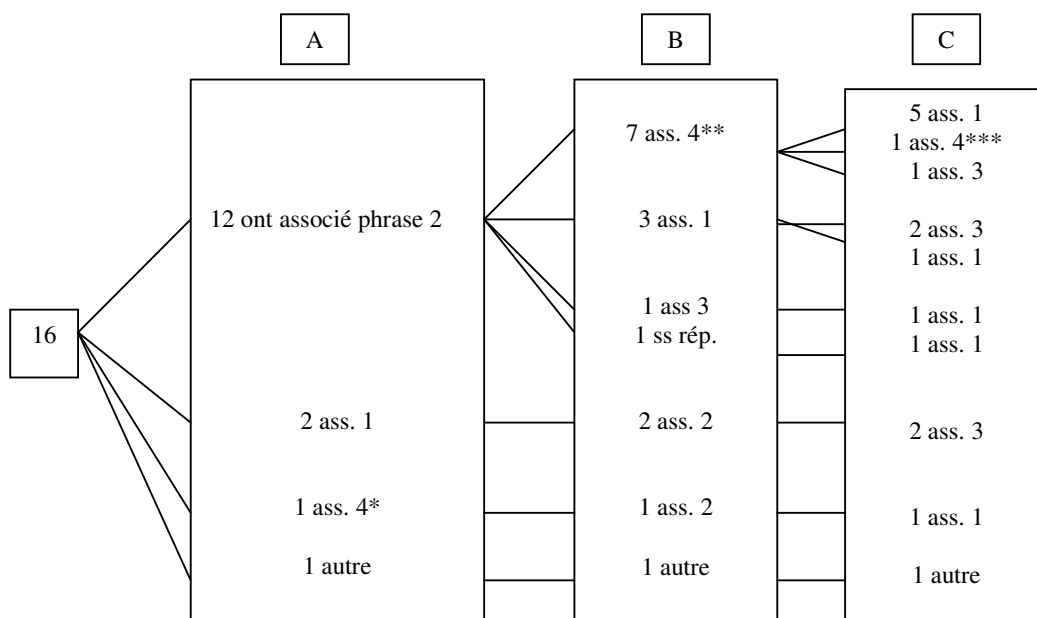 A
B
C
16
12 ont associé phrase 2
2 ass. 1
1 ass. 4*
1 autre
7 ass. 4**
3 ass. 1
1 ass 3
1 ss rép.
2 ass. 2
1 ass. 2
1 autre
5 ass. 1
1 ass. 4***
1 ass. 3
2 ass. 3
1 ass. 1
1 ass. 1
1 ass. 1
2 ass. 3
1 ass. 1
1 autre